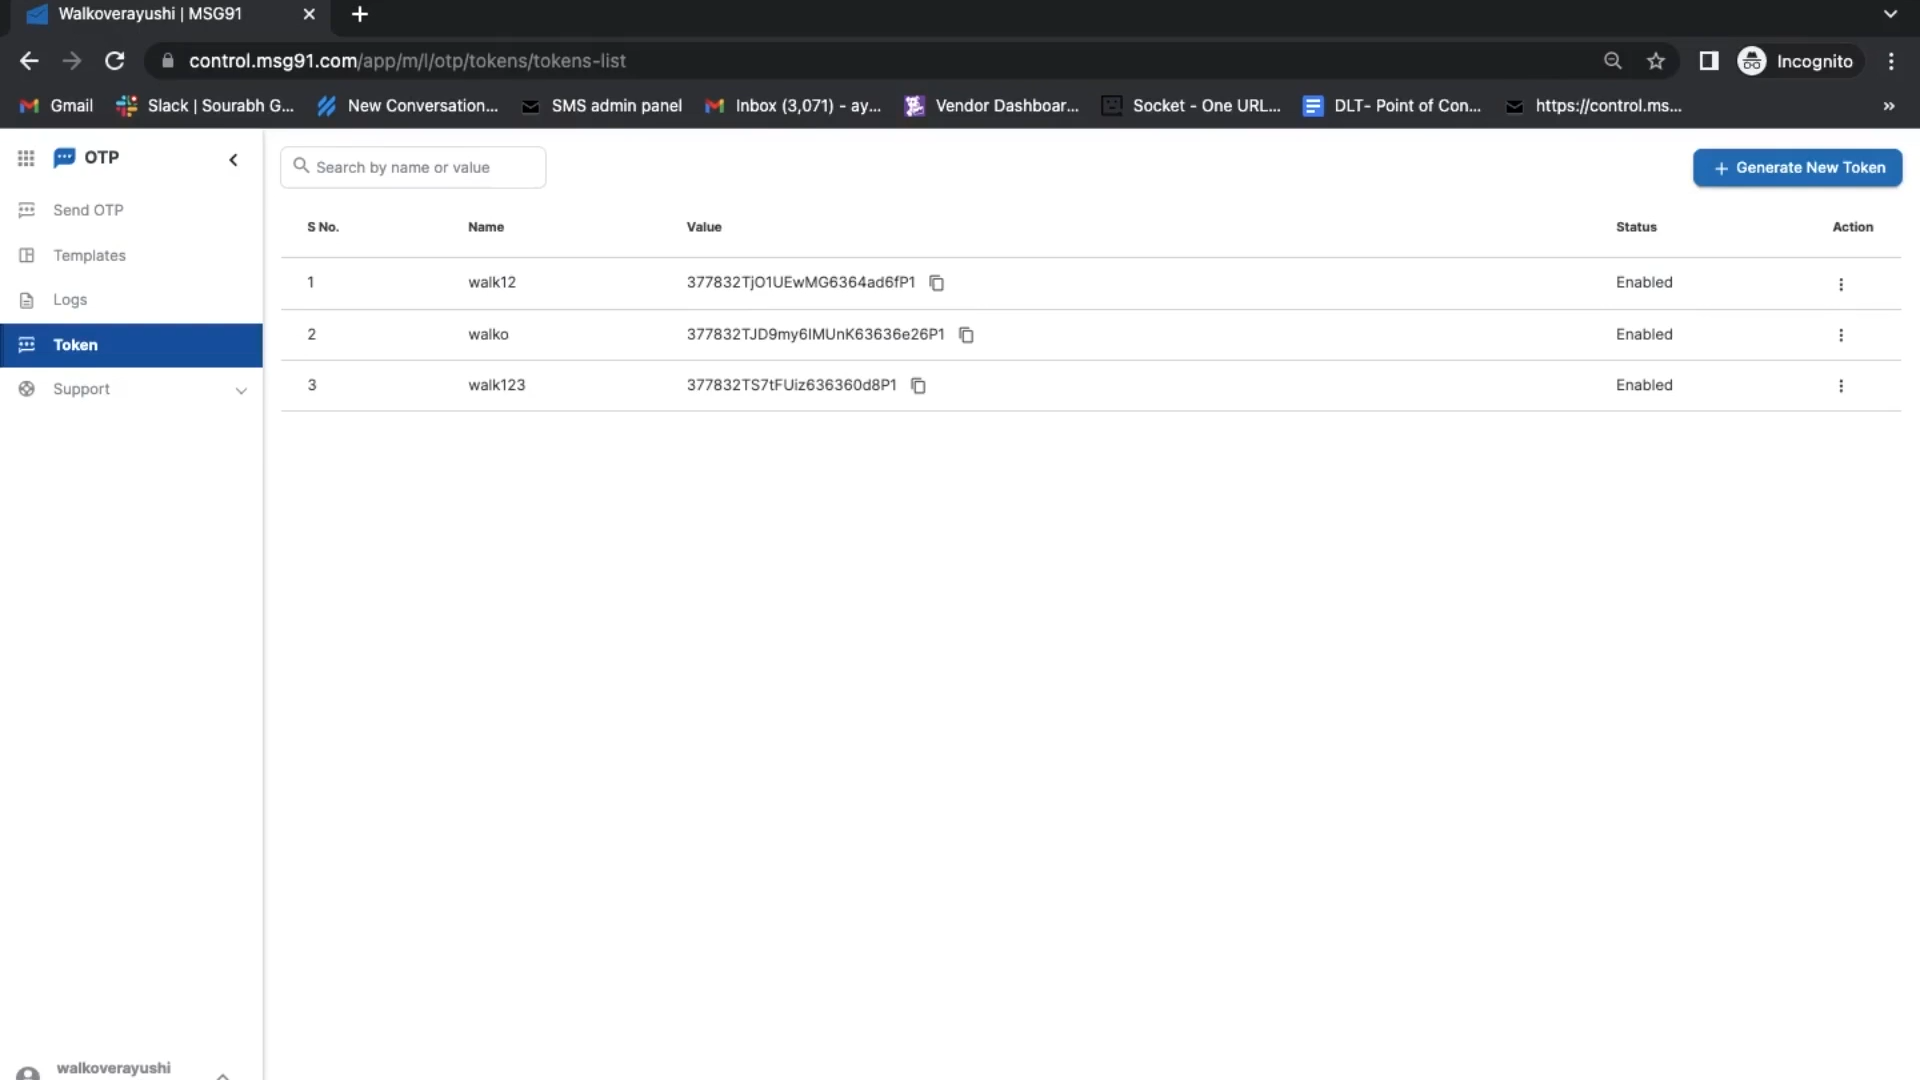 Walkoverayushi | MSG91
control.msg91.com/app/m/l/otp/tokens/tokens-list
Incognito
Gmail
Slack | Sourabh G...
New Conversation...
SMS admin panel
Inbox (3,071) - ay...
Vendor Dashboar...
Socket - One URL...
DLT- Point of Con...
https://control.ms...
OTP
Send OTP
Templates
Logs
Token
Support
Search by name or value
Generate New Token
S No. Name Value Status Action
1 walk12 377832TjO1UEwMG6364ad6fP1 Enabled
2 walko 377832TJD9my6IMUnK63636e26P1 Enabled
3 walk123 377832TS7tFUiz636360d8P1 Enabled
walkoverayushi